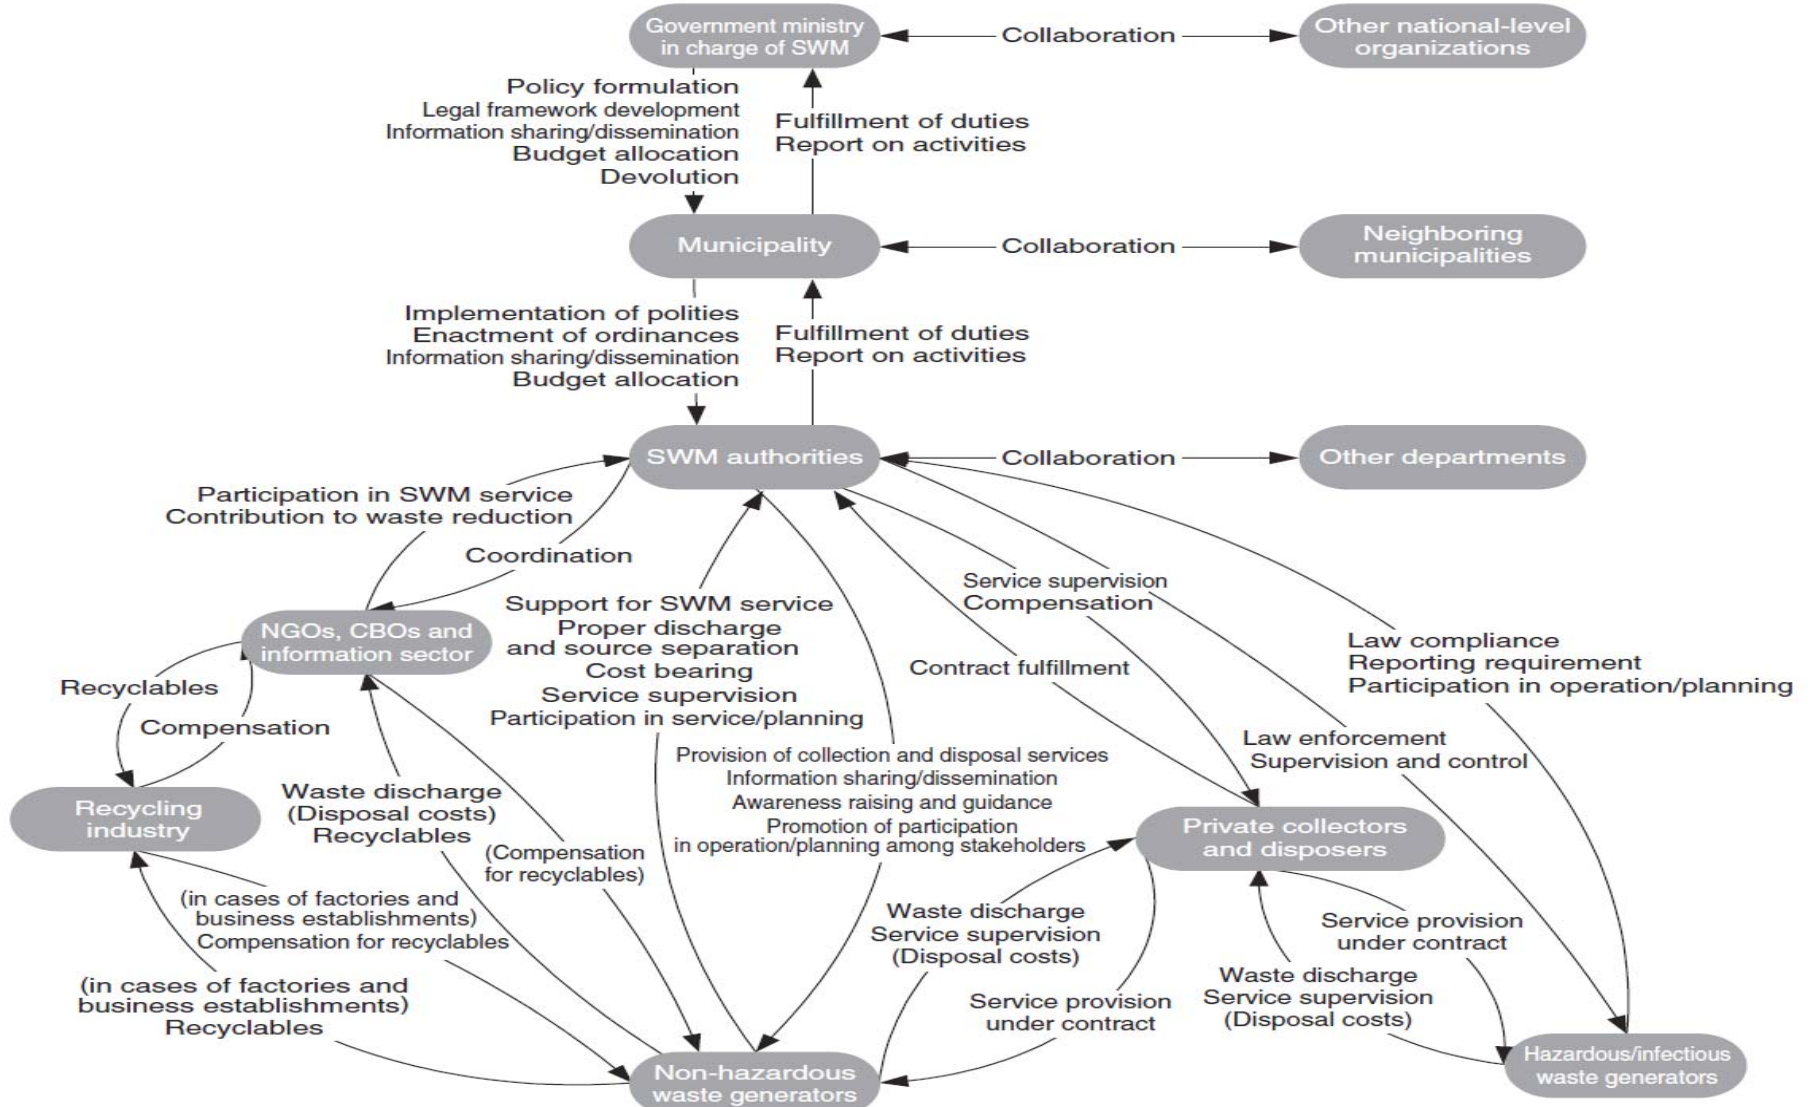 Government ministry
in charge of SWM
Collaboration
Other national-level
organizations
Policy formulation
Legal framework development
Information sharing/dissemination
Budget allocation
Devolution
Fulfillment of duties
Report on activities
Municipality
Collaboration
Neighboring
municipalities
Implementation of polities
Enactment of ordinances
Information sharing/dissemination
Budget allocation
Fulfillment of duties
Report on activities
SWM authorities
Collaboration
Other departments
Participation in SWM service
Contribution to waste reduction
Coordination
Service supervision
Compensation
Support for SWM service
Proper discharge
and source separation
Cost bearing
Service supervision
Participation in service/planning
NGOs, CBOs and
information sector
Contract fulfillment
Law compliance
Reporting requirement
Participation in operation/planning
Recyclables
Compensation
Law enforcement
Supervision and control
Provision of collection and disposal services
Information sharing/dissemination
Awareness raising and guidance
Promotion of participation
in operation/planning among stakeholders
Recycling
industry
Waste discharge
(Disposal costs)
Recyclables
Private collectors
and disposers
(Compensation
for recyclables)
(in cases of factories and
business establishments)
Compensation for recyclables
Waste discharge
Service supervision
(Disposal costs)
Service provision
under contract
(in cases of factories and
business establishments)
Recyclables
Service provision
under contract
Waste discharge
Service supervision
(Disposal costs)
Non-hazardous
waste generators
Hazardous/infectious
waste generators